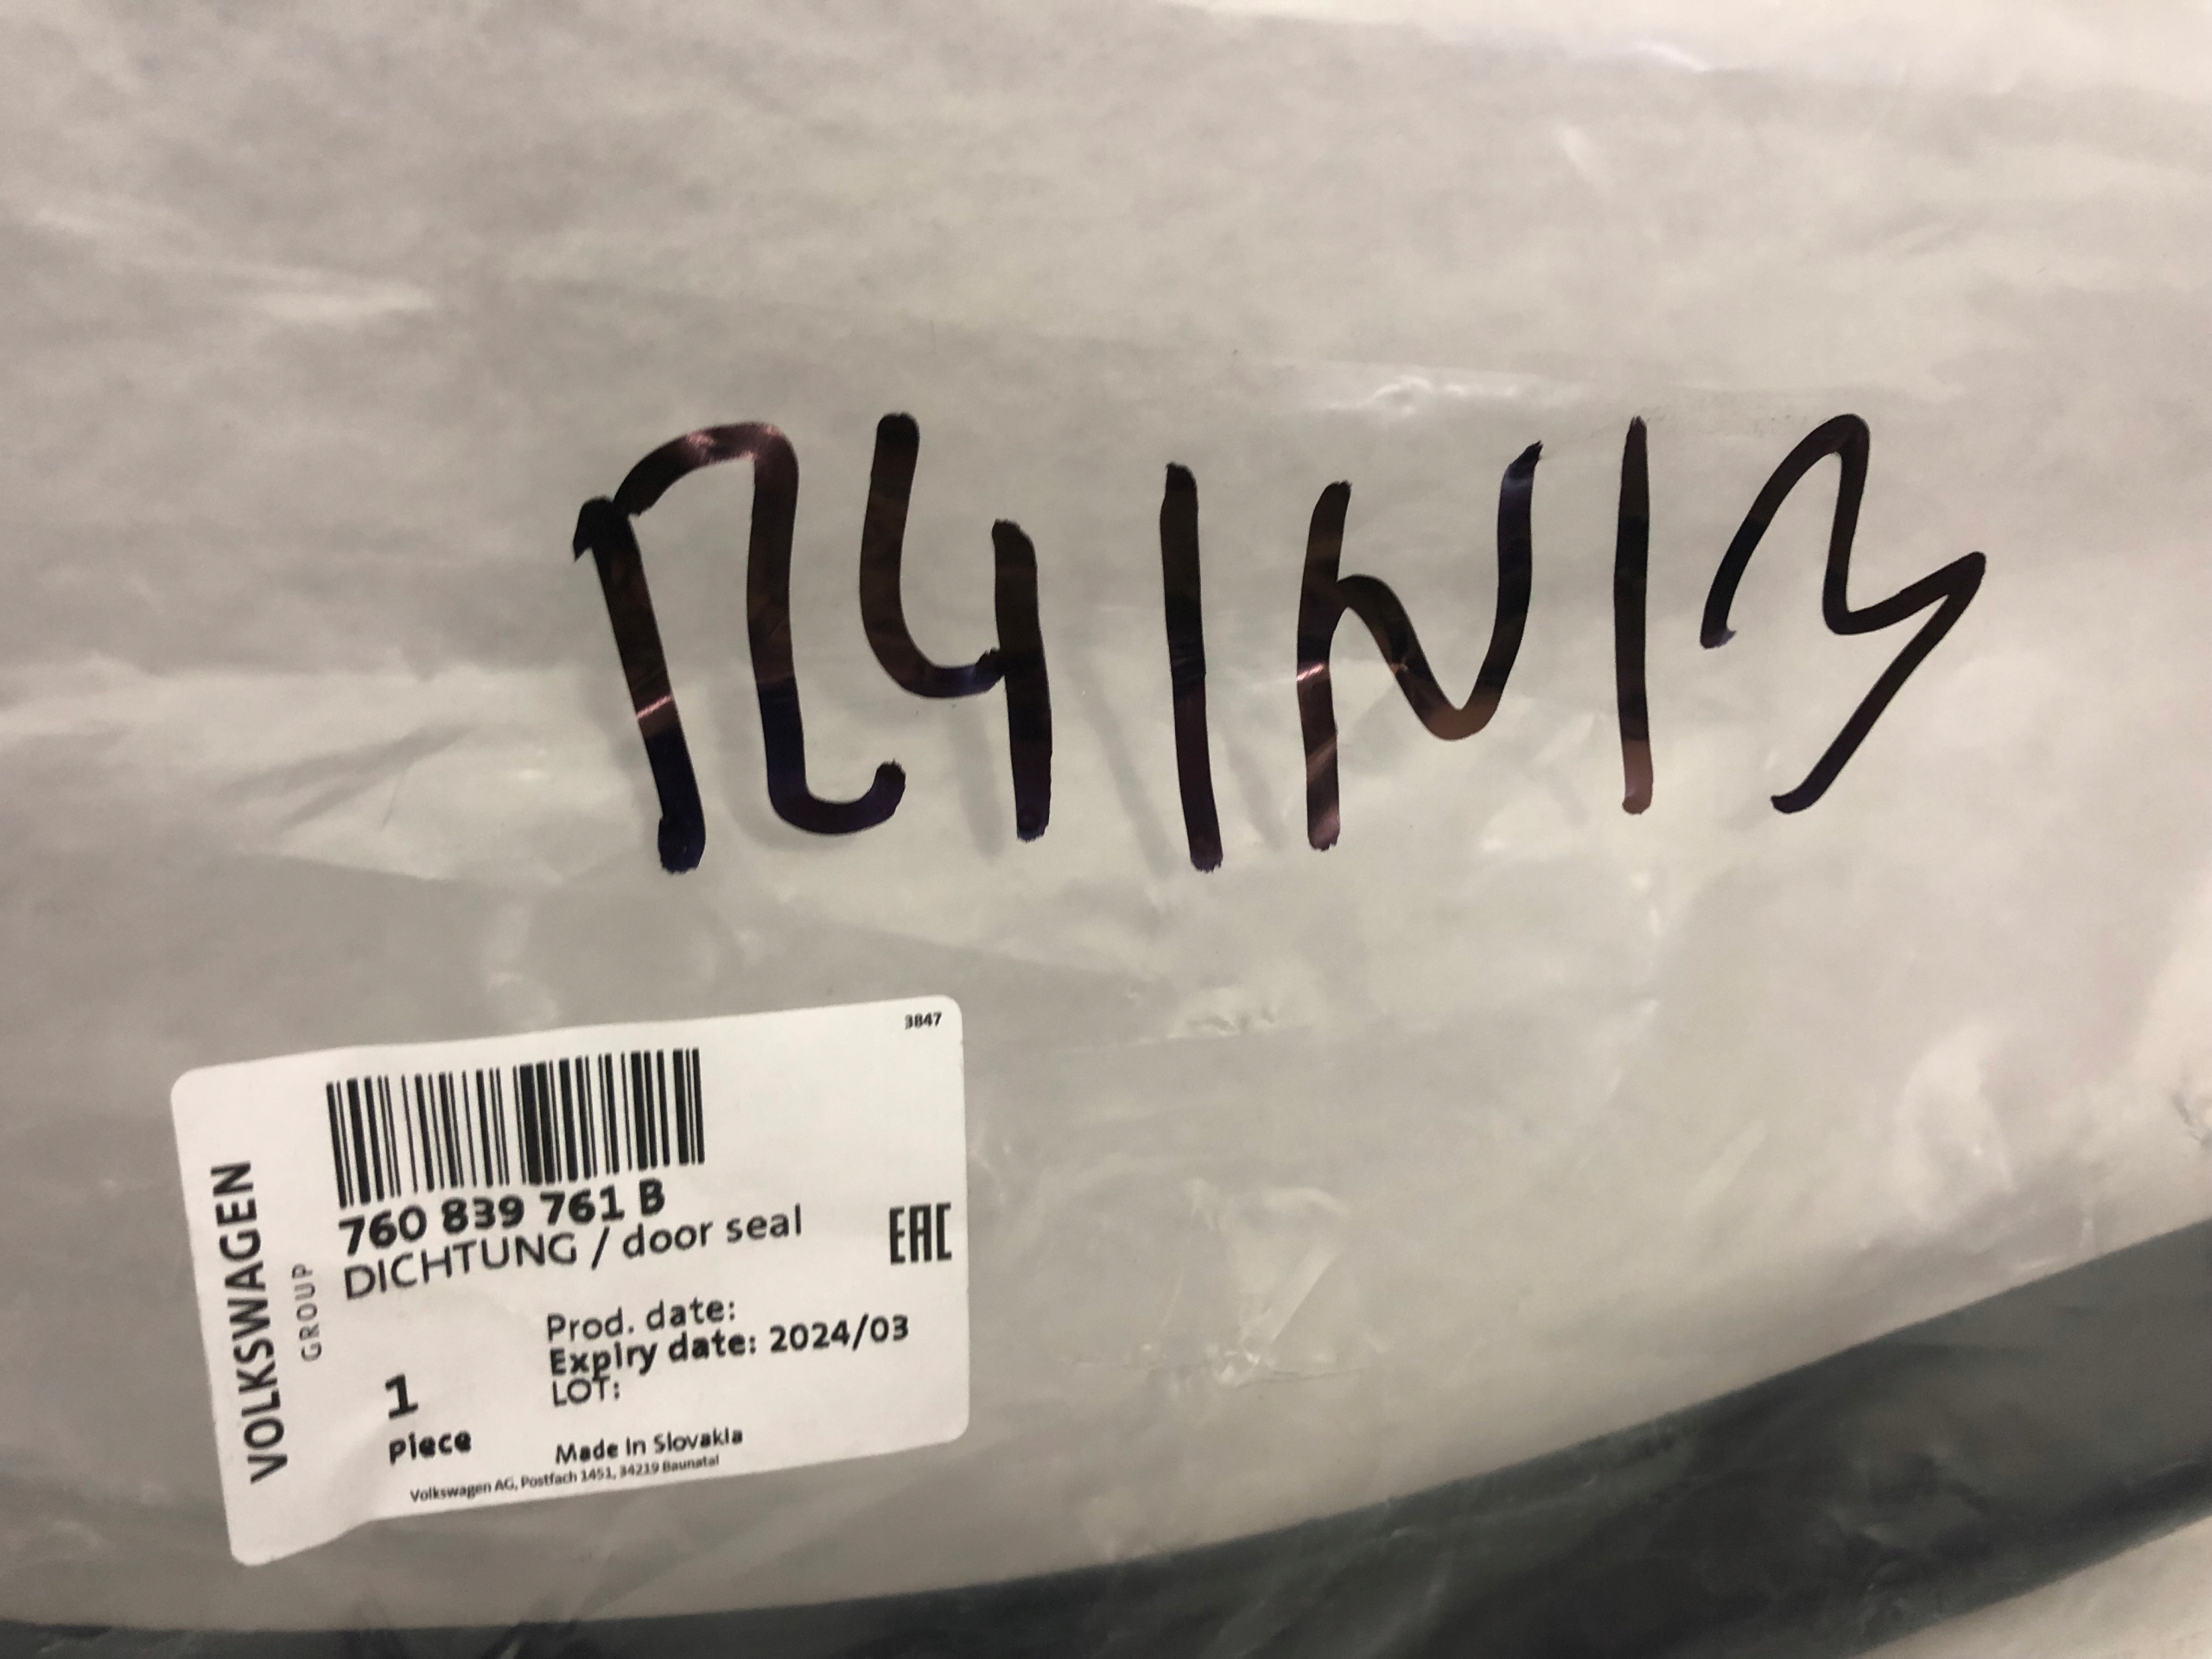 3847
760 839 761 B
DICHTUNG / door seal
EAC
VOLKSWAGEN
GROUP
Prod. date:
Expiry date: 2024/03
LOT:
1
piece
Made in Slovakia
Volkswagen AG, Postfach 1451, 34219 Baunatal